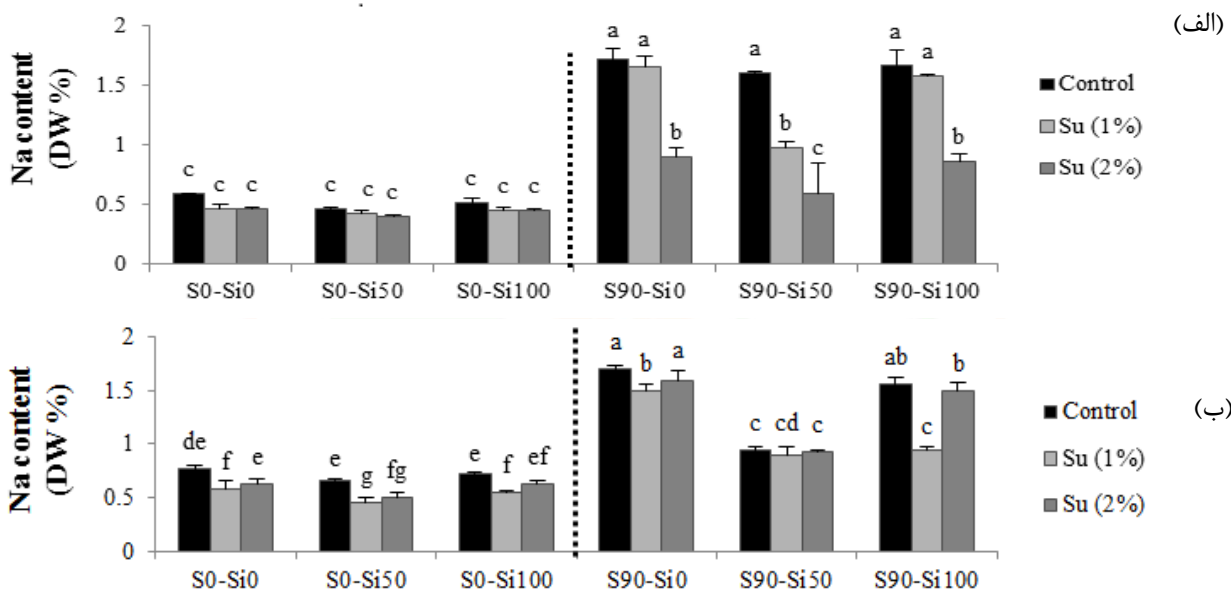 (الف)
Na content
(DW %)
2
1.5
1
0.5
0
c c c
c c c
c c c
a a b
a b c
a a b
S0-Si0 S0-Si50 S0-Si100 S90-Si0 S90-Si50 S90-Si100
Control
Su (1%)
Su (2%)
(ب)
Na content
(DW %)
2
1.5
1
0.5
0
de f e
e g fg
e f ef
a b a
c cd c
ab c b
S0-Si0 S0-Si50 S0-Si100 S90-Si0 S90-Si50 S90-Si100
Control
Su (1%)
Su (2%)